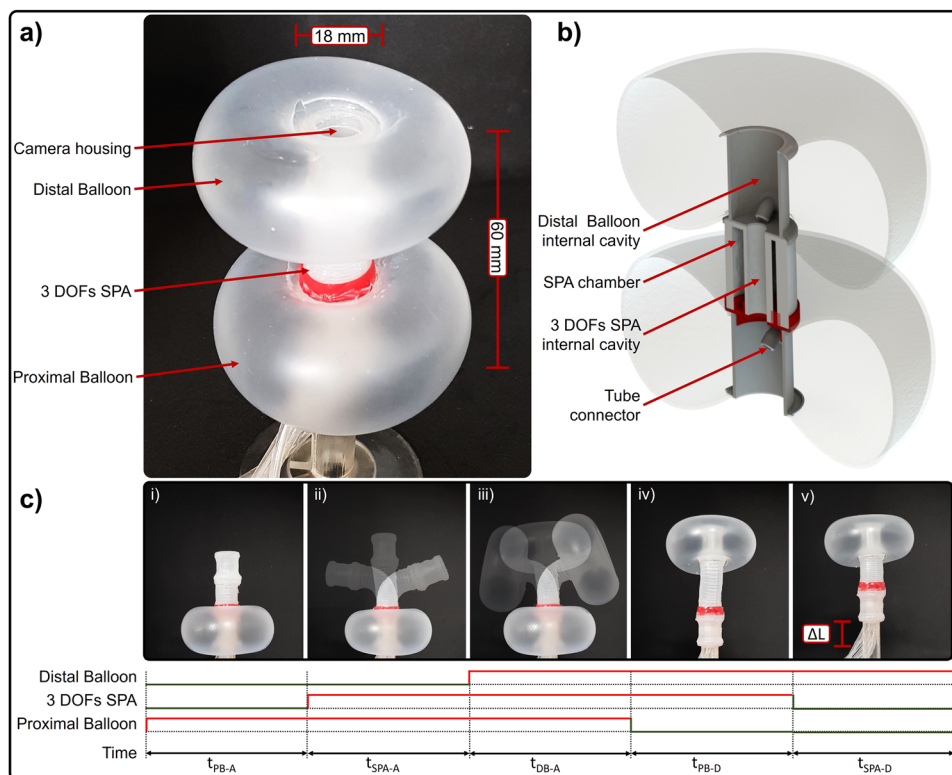 a)
18 mm
Camera housing
Distal Balloon
60 mm
3 DOFs SPA
Proximal Balloon
b)
Distal Balloon
internal cavity
SPA chamber
3 DOFs SPA
internal cavity
Tube
connector
c)
i)
ii)
iii)
iv)
v)
ΔL
Distal Balloon
3 DOFs SPA
Proximal Balloon
Time
tPB-A
tSPA-A
tDB-A
tPB-D
tSPA-D